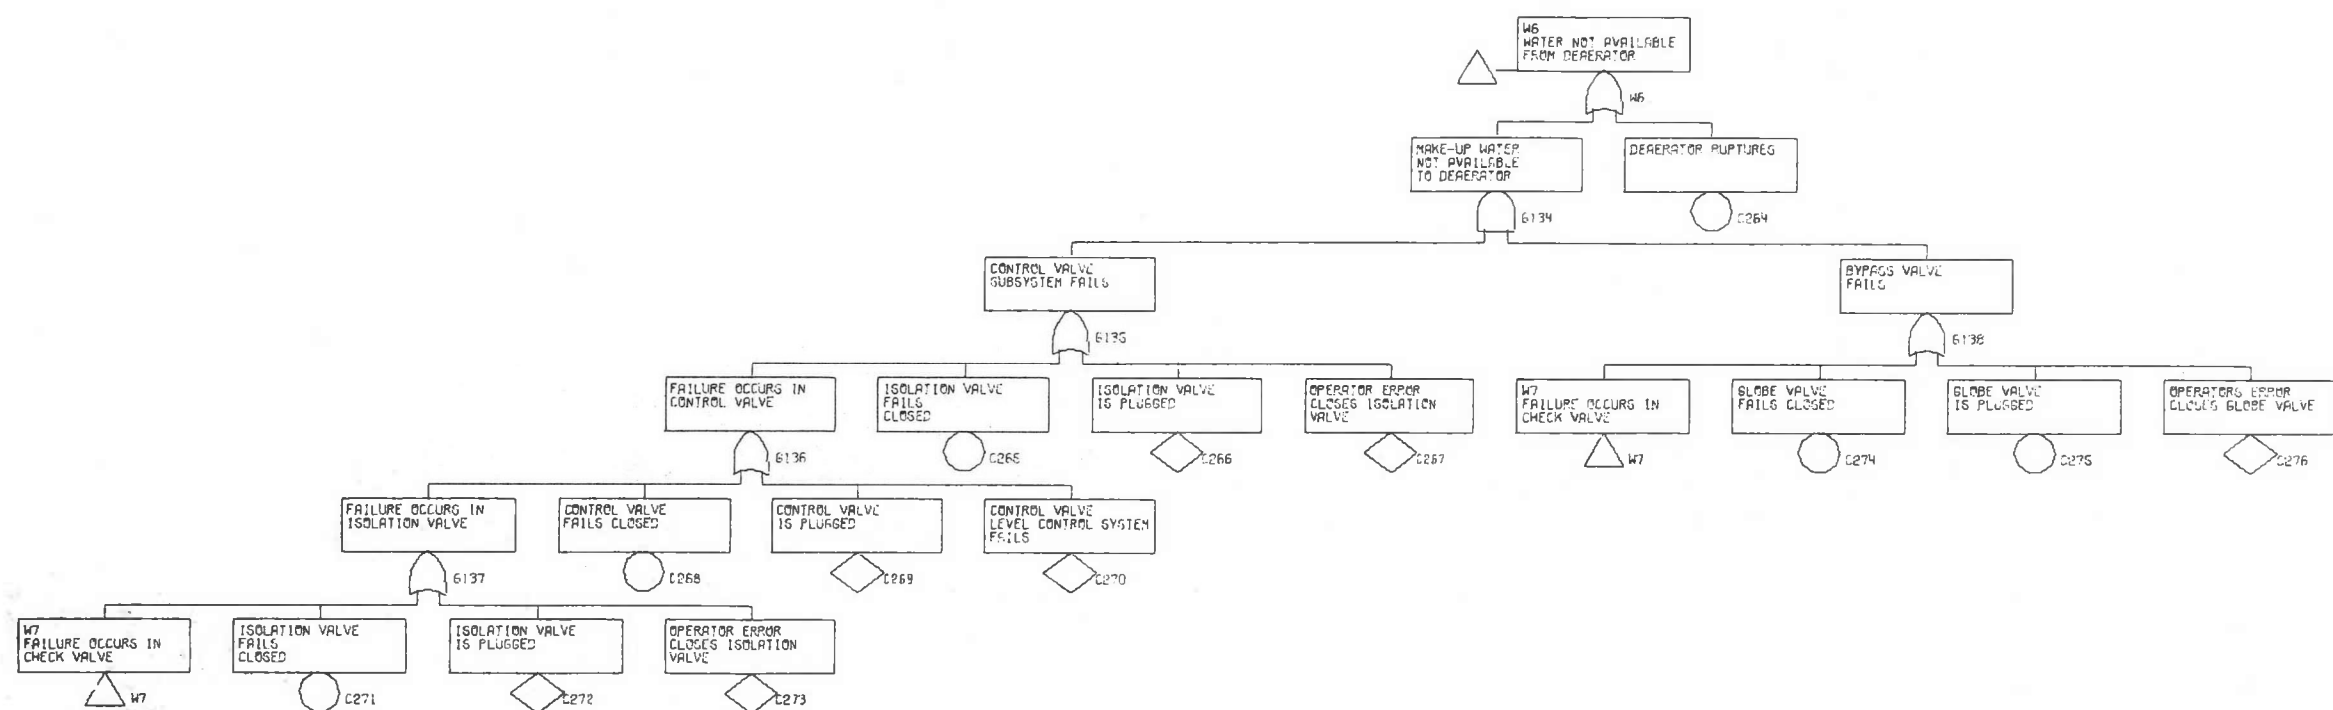 W6
WATER NOT AVAILABLE
FROM DEAERATOR
W6
MAKE-UP WATER
NOT AVAILABLE
TO DEAERATOR
DEAERATOR RUPTURES
G134
C264
CONTROL VALVE
SUBSYSTEM FAILS
BYPASS VALVE
FAILS
G135
G138
FAILURE OCCURS IN
CONTROL VALVE
ISOLATION VALVE
FAILS
CLOSED
ISOLATION VALVE
IS PLUGGED
OPERATOR ERROR
CLOSES ISOLATION
VALVE
W7
FAILURE OCCURS IN
CHECK VALVE
GLOBE VALVE
FAILS CLOSED
GLOBE VALVE
IS PLUGGED
OPERATORS ERROR
CLOSES GLOBE VALVE
G136
C265
C266
C267
W7
C274
C275
C276
FAILURE OCCURS IN
ISOLATION VALVE
CONTROL VALVE
FAILS CLOSED
CONTROL VALVE
IS PLUGGED
CONTROL VALVE
LEVEL CONTROL SYSTEM
FAILS
G137
C268
C269
C270
W7
FAILURE OCCURS IN
CHECK VALVE
ISOLATION VALVE
FAILS
CLOSED
ISOLATION VALVE
IS PLUGGED
OPERATOR ERROR
CLOSES ISOLATION
VALVE
W7
C271
C272
C273